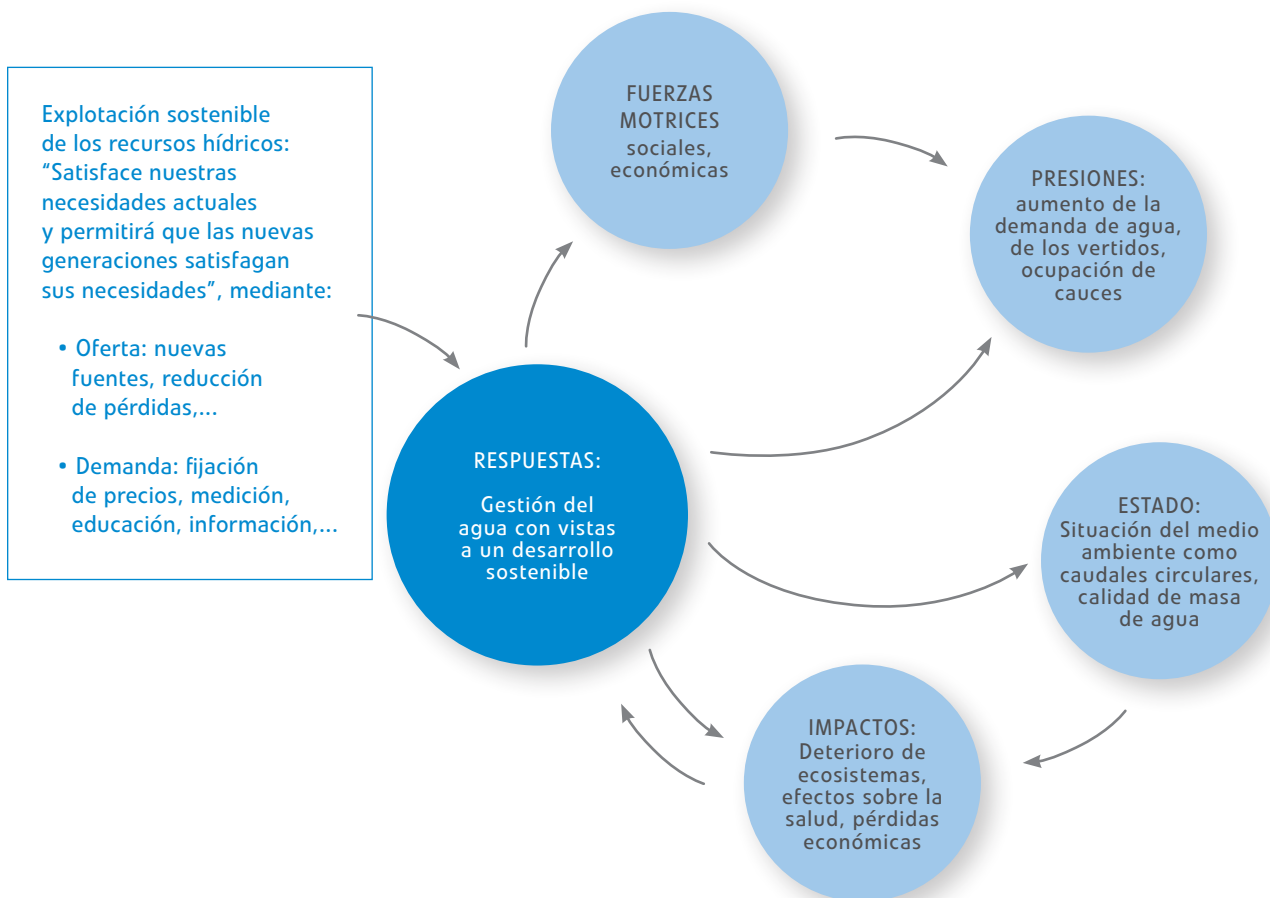 Explotación sostenible
de los recursos hídricos:
“Satisface nuestras
necesidades actuales
y permitirá que las nuevas
generaciones satisfagan
sus necesidades”, mediante:
• Oferta: nuevas
fuentes, reducción
de pérdidas,...
• Demanda: fijación
de precios, medición,
educación, información,...
FUERZAS
MOTRICES
sociales,
económicas
PRESIONES:
aumento de la
demanda de agua,
de los vertidos,
ocupación de
cauces
RESPUESTAS:
Gestión del
agua con vistas
a un desarrollo
sostenible
ESTADO:
Situación del medio
ambiente como
caudales circulares,
calidad de masa
de agua
IMPACTOS:
Deterioro de
ecosistemas,
efectos sobre la
salud, pérdidas
económicas